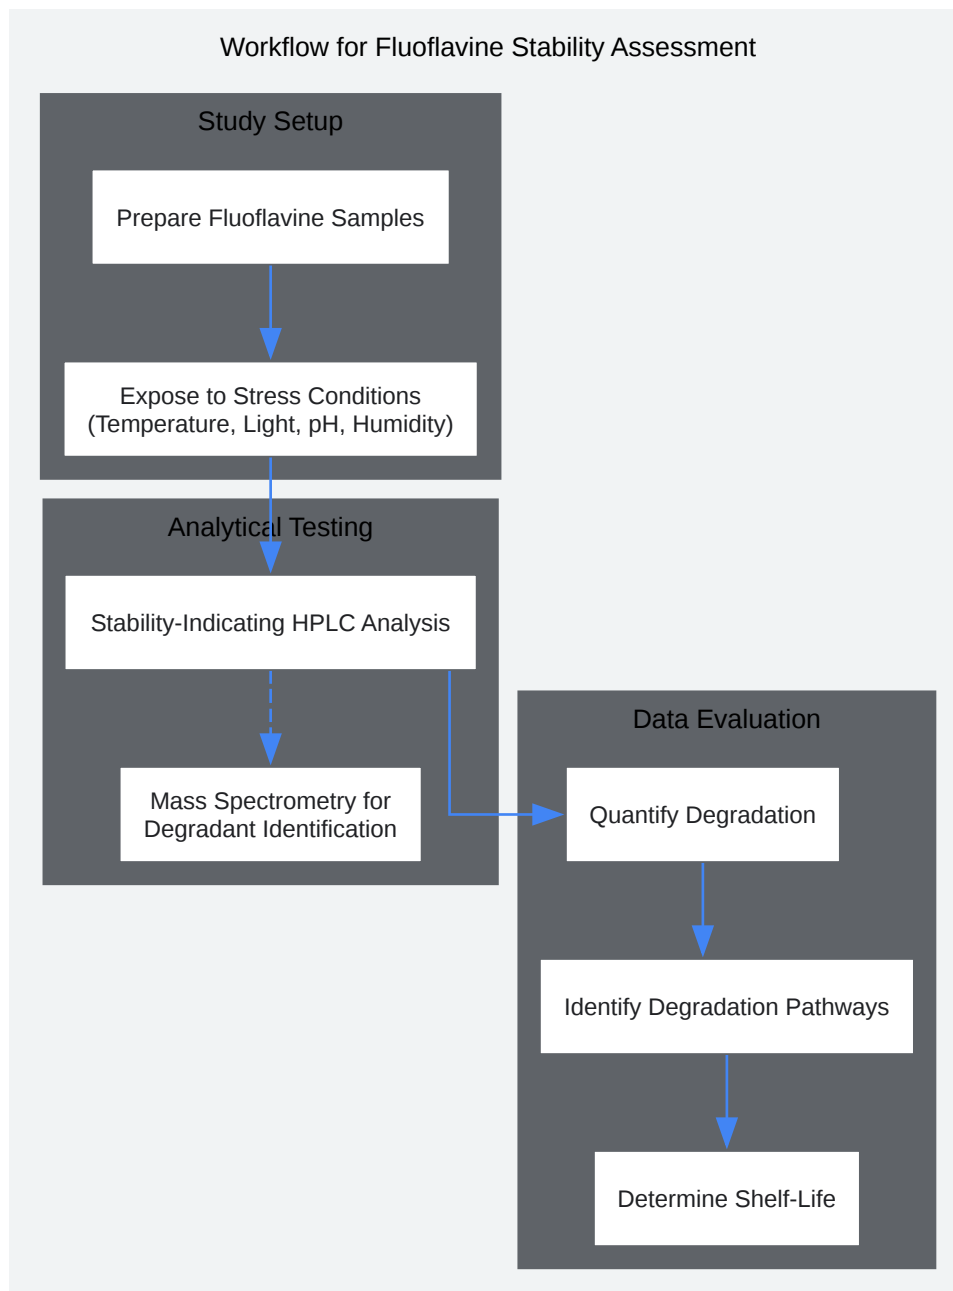 Workflow for Fluoflavine Stability Assessment
Study Setup
Prepare Fluoflavine Samples
Expose to Stress Conditions
(Temperature, Light, pH, Humidity)
Analytical Testing
Stability-Indicating HPLC Analysis
Mass Spectrometry for
Degradant Identification
Data Evaluation
Quantify Degradation
Identify Degradation Pathways
Determine Shelf-Life